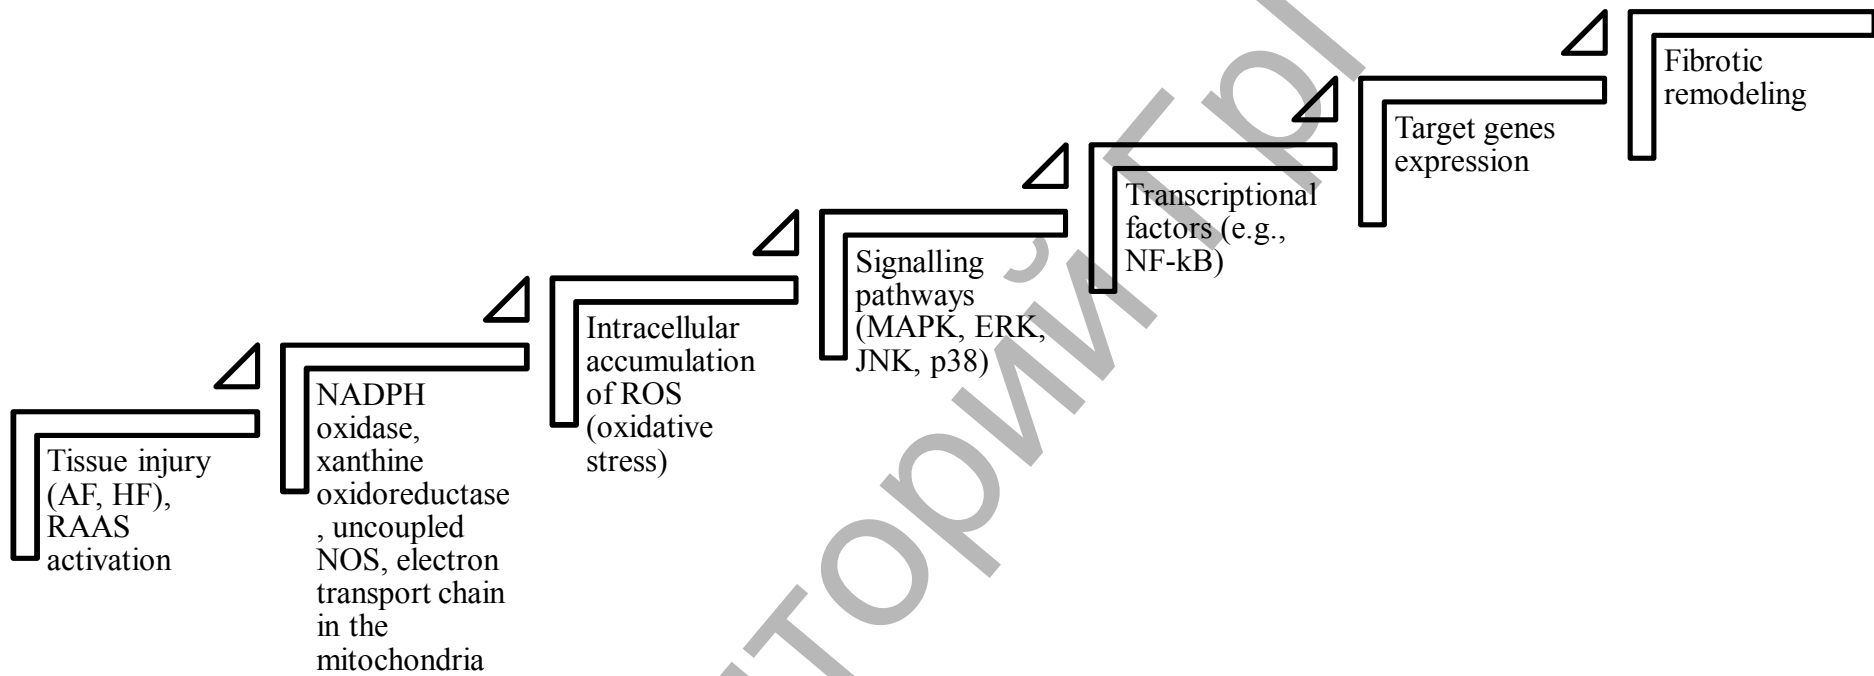 Tissue injury
(AF, HF),
RAAS
activation
NADPH
oxidase,
xanthine
oxidoreductase
, uncoupled
NOS, electron
transport chain
in the
mitochondria
Intracellular
accumulation
of ROS
(oxidative
stress)
Signalling
pathways
(MAPK, ERK,
JNK, p38)
Transcriptional
factors (e.g.,
NF-kB)
Target genes
expression
Fibrotic
remodeling